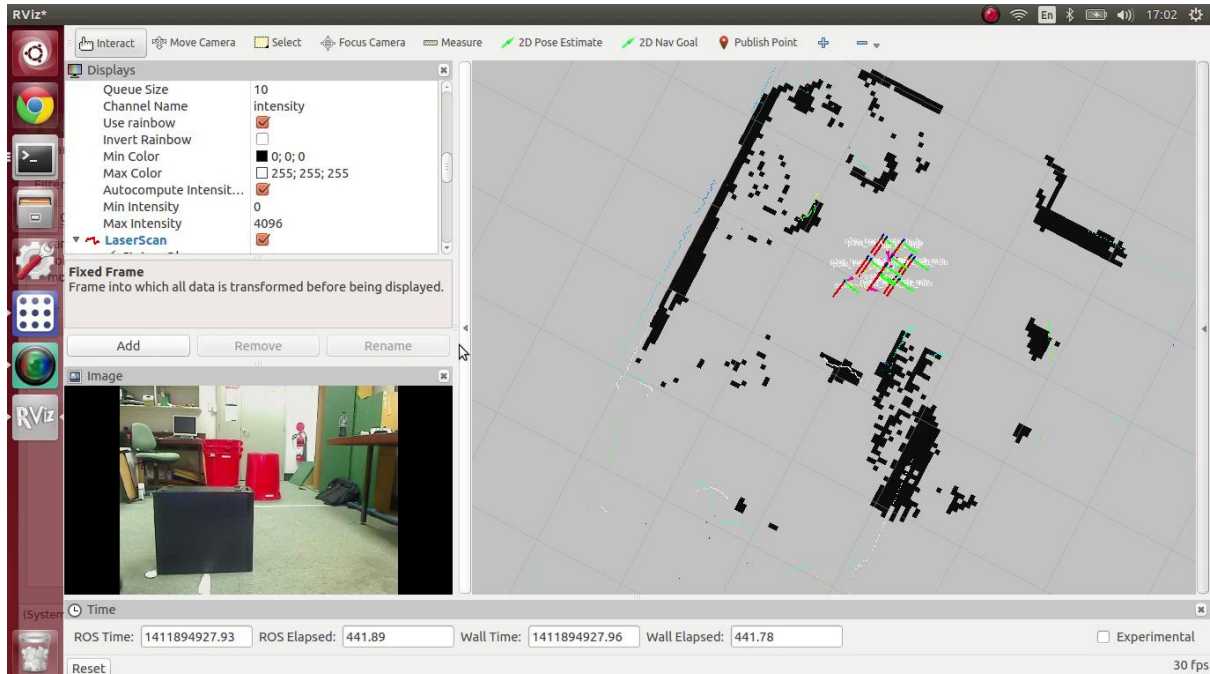 RViz*
En
17:02
Interact
Move Camera
Select
Focus Camera
Measure
2D Pose Estimate
2D Nav Goal
Publish Point
Displays
Queue Size 10
Channel Name intensity
Use rainbow
Invert Rainbow
Min Color 0; 0; 0
Max Color 255; 255; 255
Autocompute Intensit...
Min Intensity 0
Max Intensity 4096
LaserScan
Fixed Frame
Frame into which all data is transformed before being displayed.
Add
Remove
Rename
Image
RViz
(System
Time
ROS Time: 1411894927.93
ROS Elapsed: 441.89
Wall Time: 1411894927.96
Wall Elapsed: 441.78
Experimental
Reset
30 fps